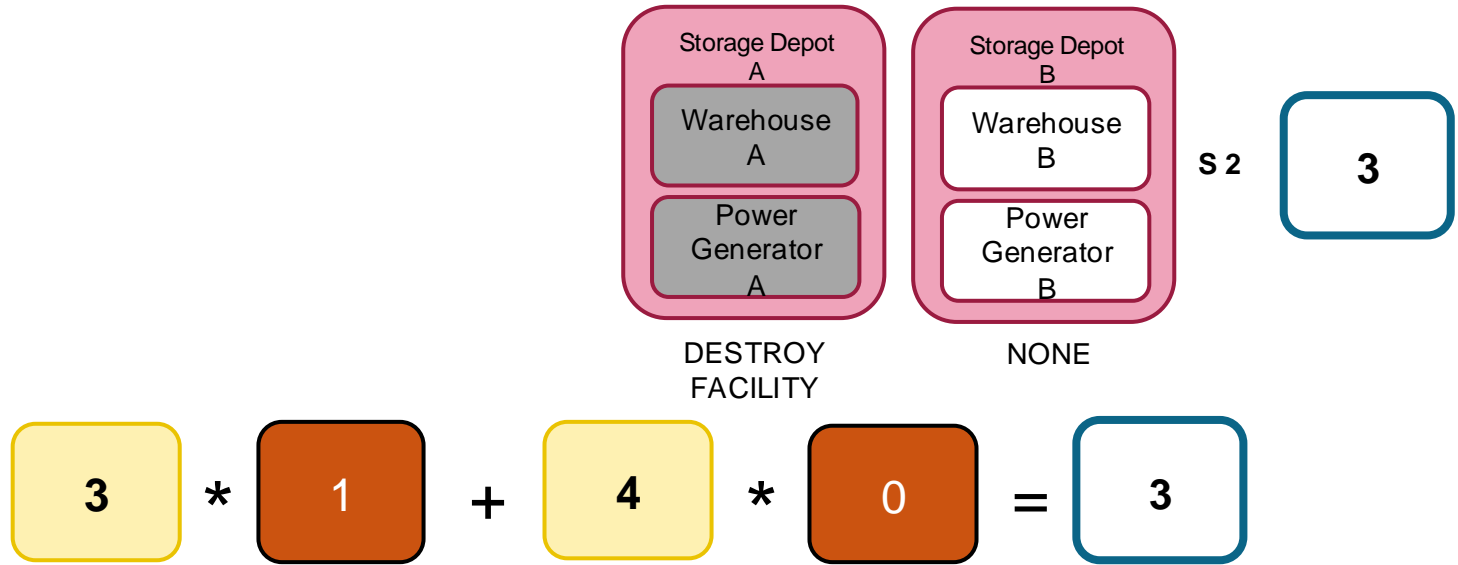 Storage Depot
A
Warehouse
A
Power
Generator
A
DESTROY
FACILITY
Storage Depot
B
Warehouse
B
Power
Generator
B
NONE
S 2
3
3 * 1 + 4 * 0 = 3